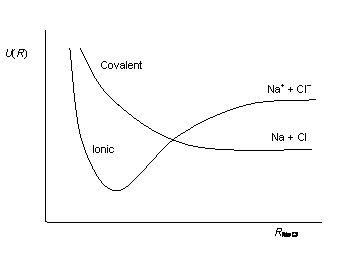 U(R)
Covalent
Na⁺ + Cl⁻
Na + Cl
Ionic
R